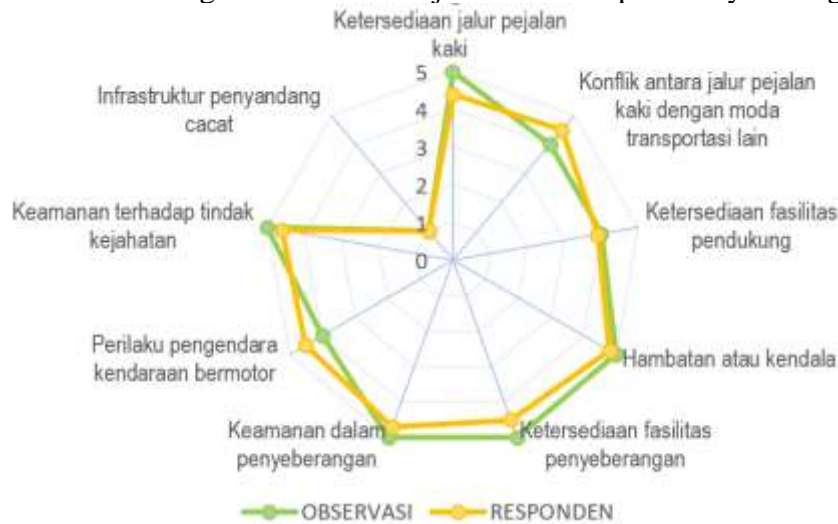 Ketersediaan jalur pejalan
kaki
Konflik antara jalur pejalan
kaki dengan moda
transportasi lain
Ketersediaan fasilitas
pendukung
Hambatan atau kendala
Ketersediaan fasilitas
penyeberangan
Keamanan dalam
penyeberangan
Perilaku pengendara
kendaraan bermotor
Keamanan terhadap tindak
kejahatan
Infrastruktur penyandang
cacat
5
4
3
2
1
0
OBSERVASI
RESPONDEN